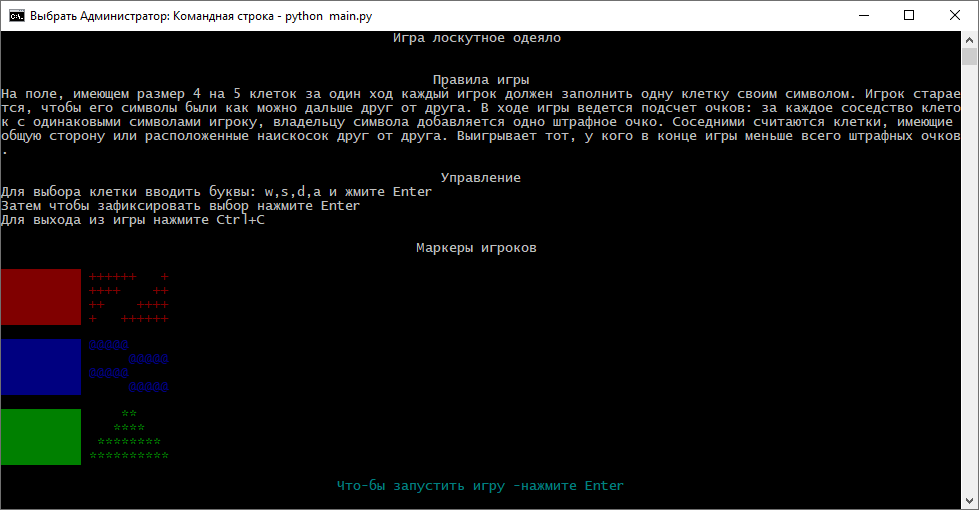 Выбрать Администратор: Командная строка - python  main.py
Игра лоскутное одеяло
Правила игры
На поле, имеющем размер 4 на 5 клеток за один ход каждый игрок должен заполнить одну клетку своим символом. Игрок старае
тся, чтобы его символы были как можно дальше друг от друга. В ходе игры ведется подсчет очков: за каждое соседство клето
к с одинаковыми символами игроку, владельцу символа добавляется одно штрафное очко. Соседними считаются клетки, имеющие
общую сторону или расположенные наискосок друг от друга. Выигрывает тот, у кого в конце игры меньше всего штрафных очков
.
Управление
Для выбора клетки вводить буквы: w,s,d,a и жмите Enter
Затем чтобы зафиксировать выбор нажмите Enter
Для выхода из игры нажмите Ctrl+C
Маркеры игроков
++++++   +
++++    ++
++    ++++
+   ++++++
@@@@@
@@@@@
@@@@@
@@@@@
**
****
********
**********
Что-бы запустить игру -нажмите Enter